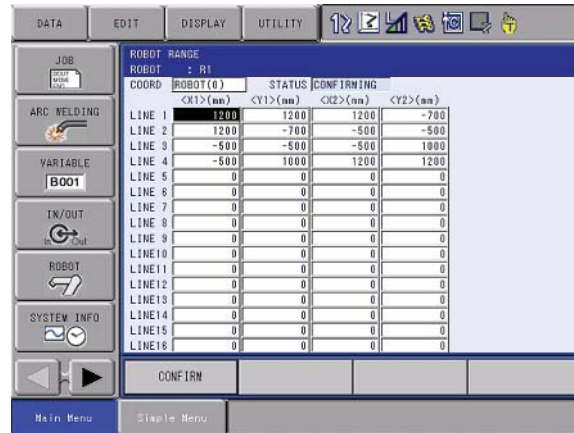 DATA EDIT DISPLAY UTILITY
JOB
ARC WELDING
VARIABLE
B001
IN/OUT
In Out
ROBOT
SYSTEM INFO
ROBOT RANGE
ROBOT : R1
COORD ROBOT(0) STATUS CONFIRMING
<X1>(mm) <Y1>(mm) <X2>(mm) <Y2>(mm)
LINE 1 1200 1200 1200 -700
LINE 2 1200 -700 -500 -500
LINE 3 -500 -500 -500 1000
LINE 4 -500 1000 1200 1200
LINE 5 0 0 0 0
LINE 6 0 0 0 0
LINE 7 0 0 0 0
LINE 8 0 0 0 0
LINE 9 0 0 0 0
LINE10 0 0 0 0
LINE11 0 0 0 0
LINE12 0 0 0 0
LINE13 0 0 0 0
LINE14 0 0 0 0
LINE15 0 0 0 0
LINE16 0 0 0 0
CONFIRM
Main Menu Simple Menu